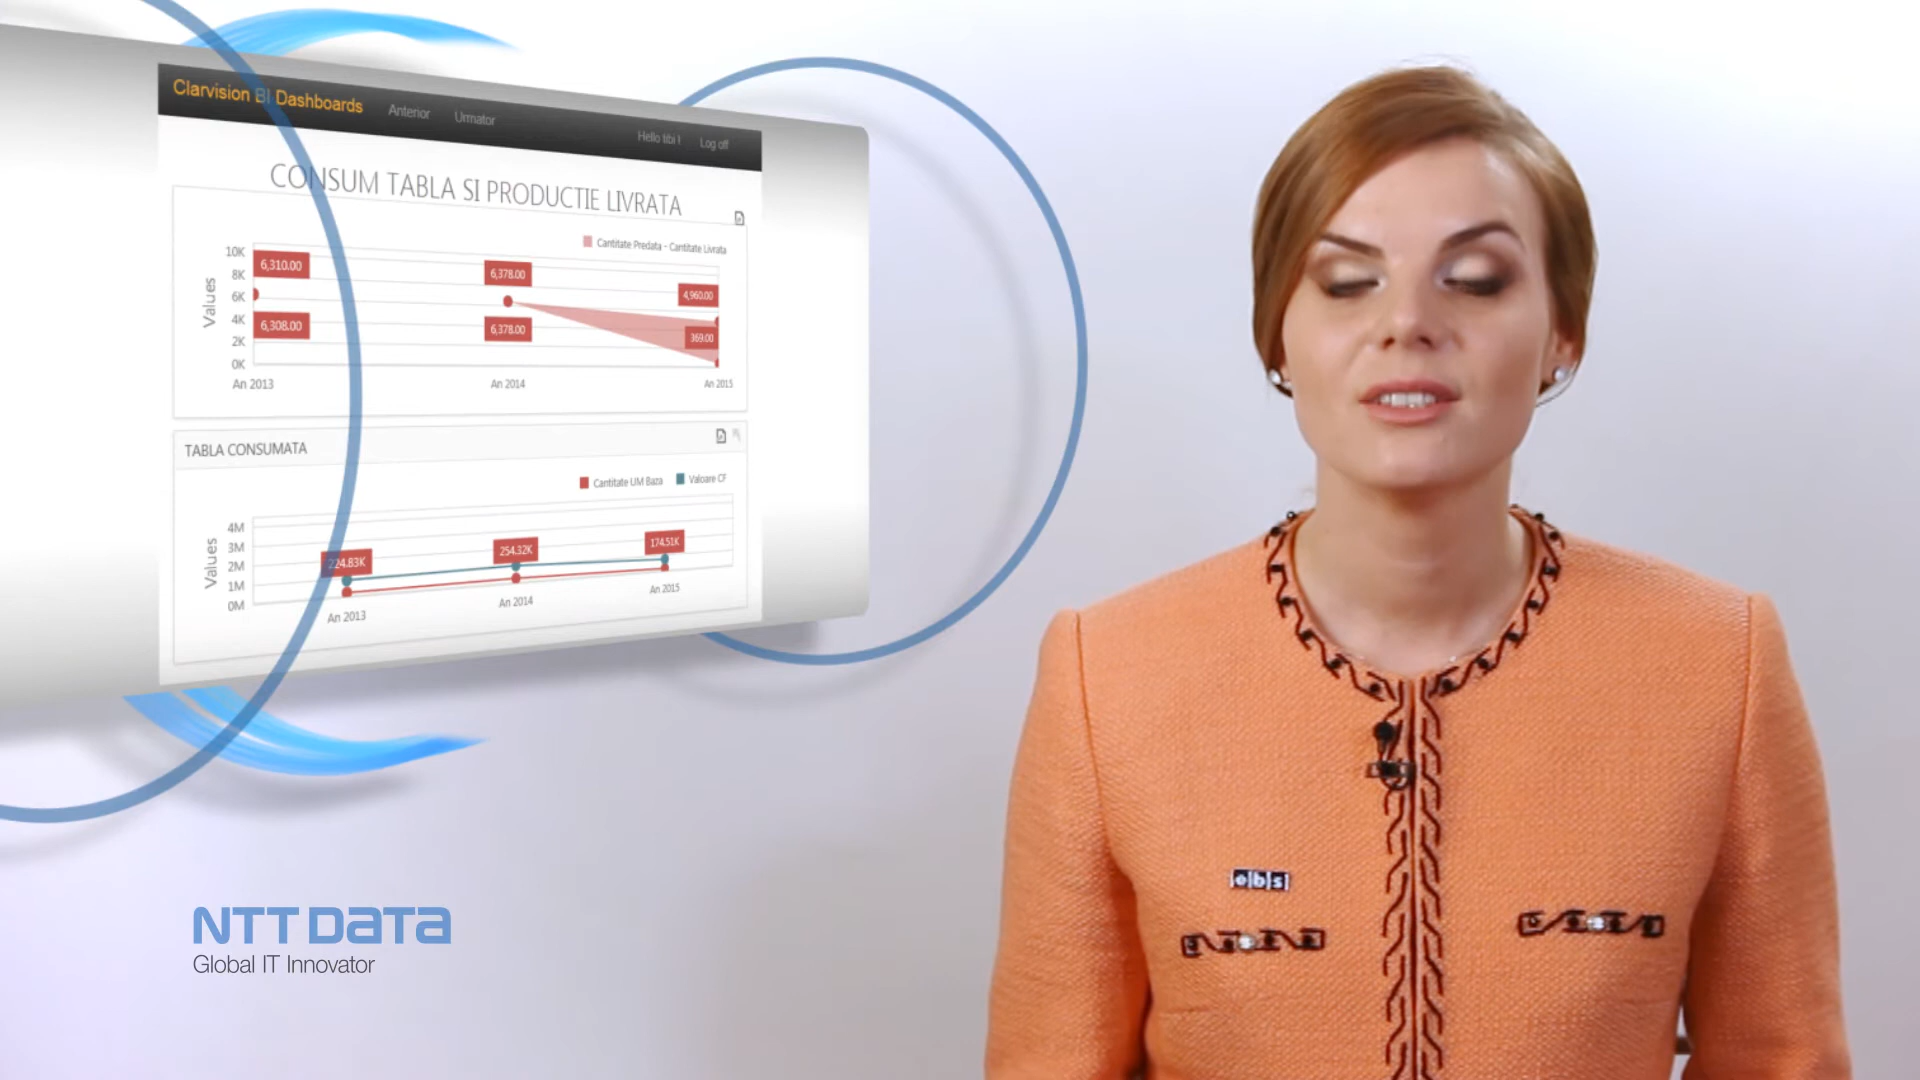 Clarvision BI Dashboards Anterior Urmator Hello tibi ! Log off
CONSUM TABLA SI PRODUCTIE LIVRATA
Cantitate Predata - Cantitate Livrata
Values
10K
8K
6K
4K
2K
0K
6,310.00
6,378.00
4,960.00
6,308.00
6,378.00
369.00
An 2013
An 2014
An 2015
TABLA CONSUMATA
Cantitate UM Baza
Valoare CF
Values
4M
3M
2M
1M
0M
224.83K
254.32K
174.51K
An 2013
An 2014
An 2015
NTT DATA
Global IT Innovator
ebs